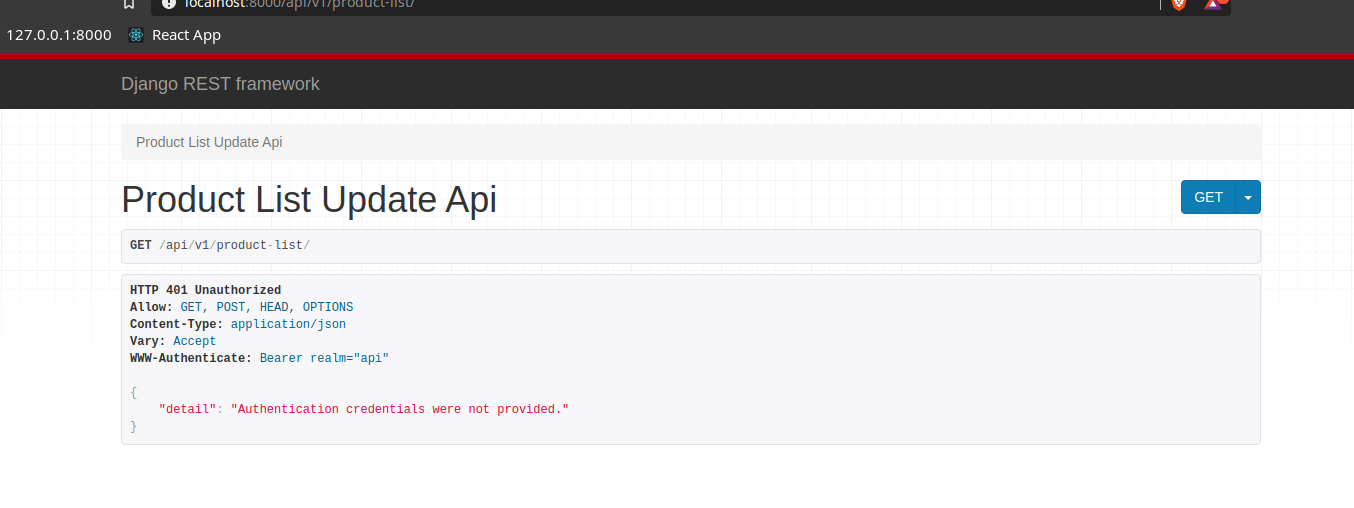 localhost:8000/api/v1/product-list/
127.0.0.1:8000 React App
Django REST framework
Product List Update Api
Product List Update Api
GET
GET /api/v1/product-list/
HTTP 401 Unauthorized
Allow: GET, POST, HEAD, OPTIONS
Content-Type: application/json
Vary: Accept
WWW-Authenticate: Bearer realm="api"
{
"detail": "Authentication credentials were not provided."
}